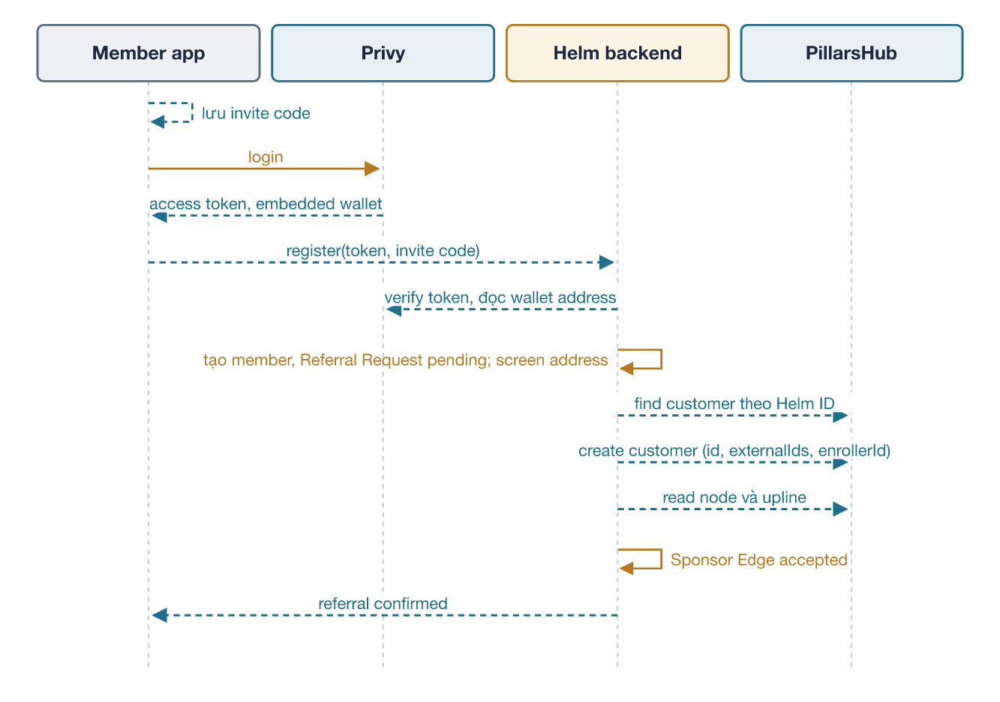 Member app
Privy
Helm backend
PillarsHub
lưu invite code
login
access token, embedded wallet
register(token, invite code)
verify token, đọc wallet address
tạo member, Referral Request pending; screen address
find customer theo Helm ID
create customer (id, externalIds, enrollerId)
read node và upline
Sponsor Edge accepted
referral confirmed